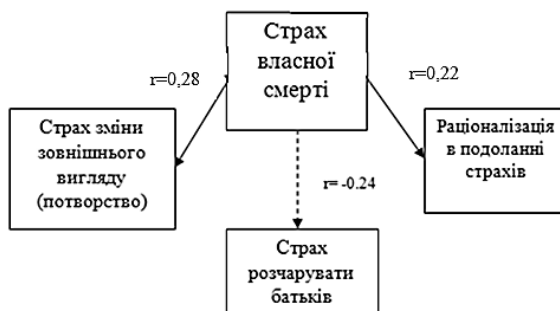 Страх
власної
смерті
r=0,28
r=0,22
Страх зміни
зовнішнього
вигляду
(потворство)
Раціоналізація
в подоланні
страхів
r= -0.24
Страх
розчарувати
батьків